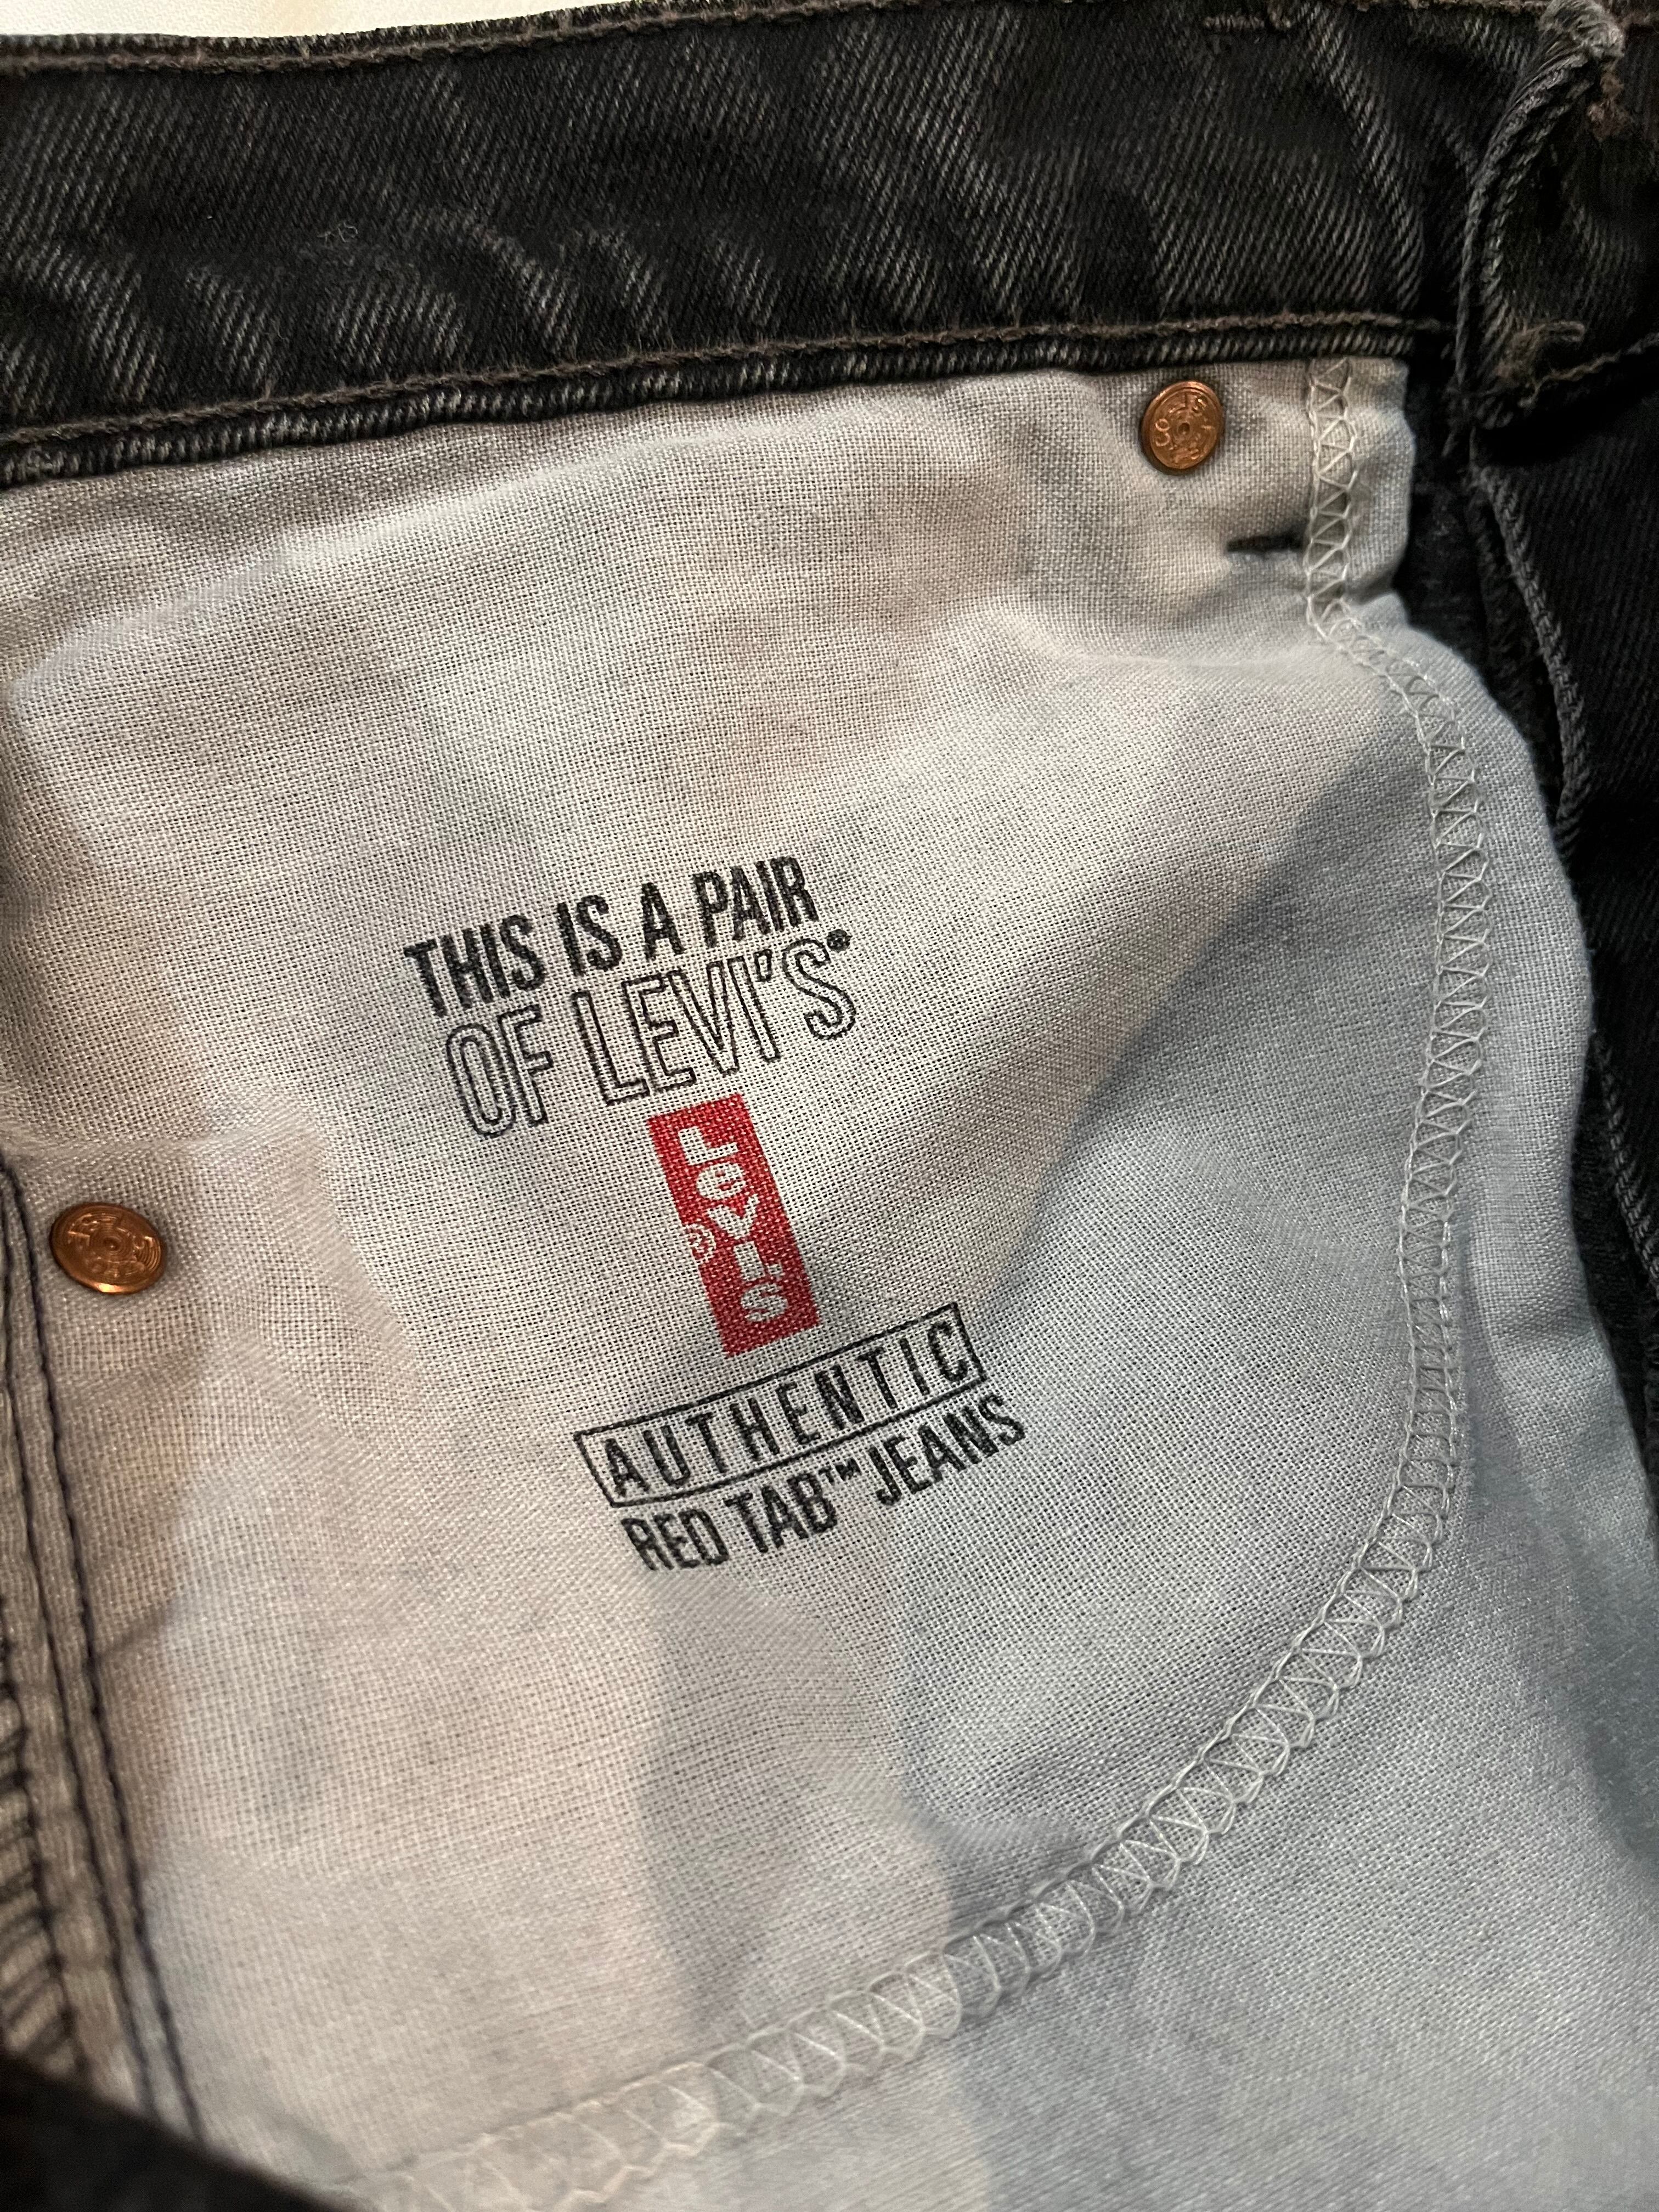 THIS IS A PAIR
OF LEVI'S®
Levi's
®
AUTHENTIC
RED TAB™ JEANS